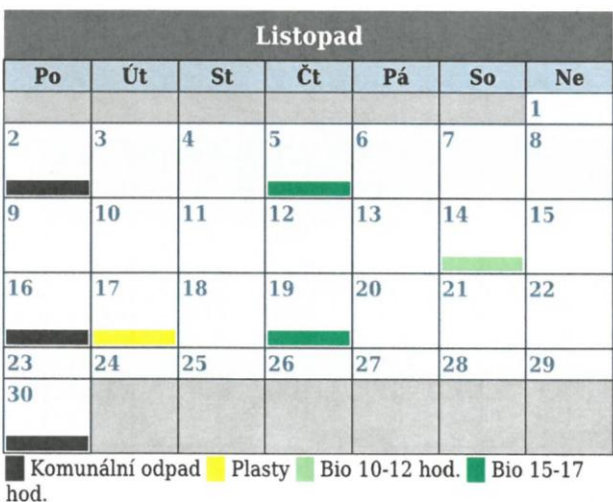 Listopad
Po Út St Čt Pá So Ne
1
2 3 4 5 6 7 8
9 10 11 12 13 14 15
16 17 18 19 20 21 22
23 24 25 26 27 28 29
30
Komunální odpad Plasty Bio 10-12 hod. Bio 15-17
hod.